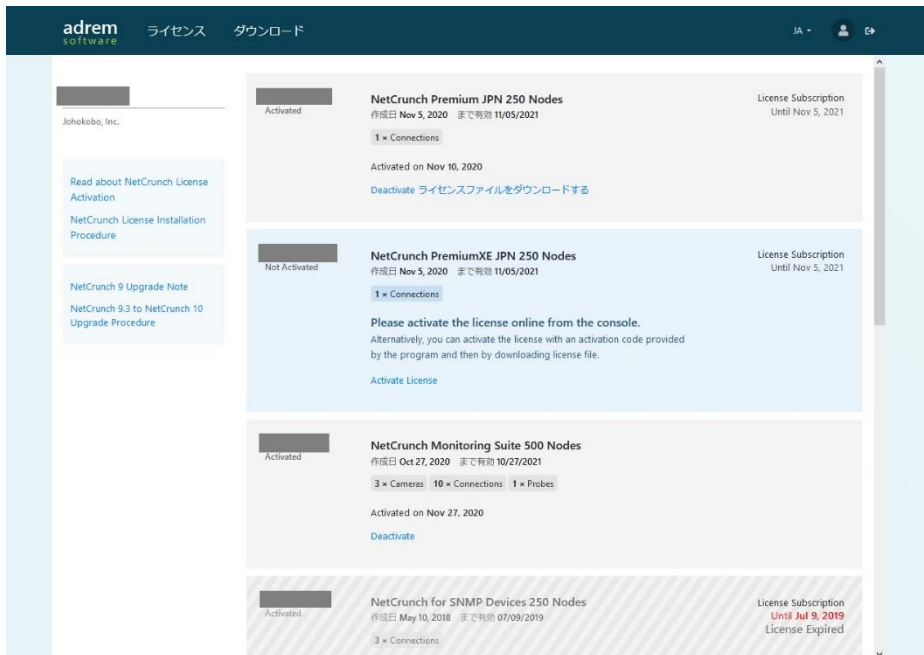 adrem
software
ライセンス
ダウンロード
JA
Johokobo, Inc.
Read about NetCrunch License
Activation
NetCrunch License Installation
Procedure
NetCrunch 9 Upgrade Note
NetCrunch 9.3 to NetCrunch 10
Upgrade Procedure
Activated
NetCrunch Premium JPN 250 Nodes
作成日 Nov 5, 2020 まで有効 11/05/2021
1 × Connections
Activated on Nov 10, 2020
Deactivate ライセンスファイルをダウンロードする
License Subscription
Until Nov 5, 2021
Not Activated
NetCrunch PremiumXE JPN 250 Nodes
作成日 Nov 5, 2020 まで有効 11/05/2021
1 × Connections
Please activate the license online from the console.
Alternatively, you can activate the license with an activation code provided
by the program and then by downloading license file.
Activate License
License Subscription
Until Nov 5, 2021
Activated
NetCrunch Monitoring Suite 500 Nodes
作成日 Oct 27, 2020 まで有効 10/27/2021
3 × Cameras 10 × Connections 1 × Probes
Activated on Nov 27, 2020
Deactivate
Activated
NetCrunch for SNMP Devices 250 Nodes
作成日 May 10, 2018 まで有効 07/09/2019
3 × Connections
License Subscription
Until Jul 9, 2019
License Expired